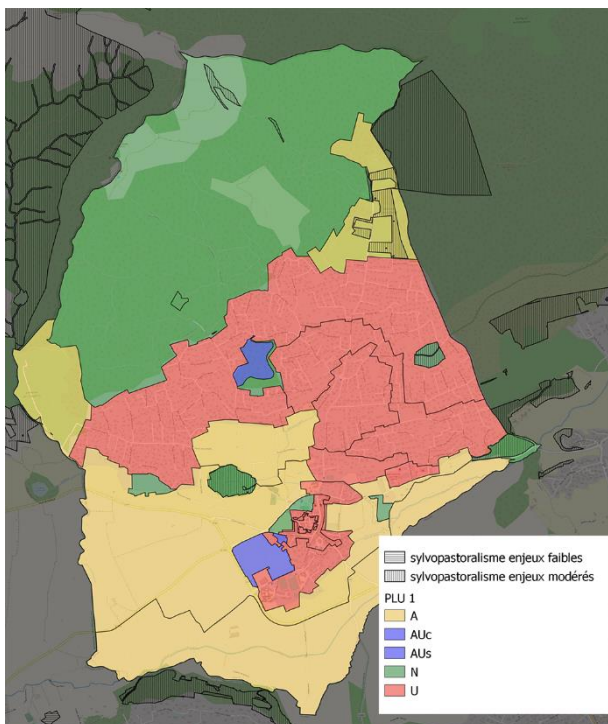 sylvopastoralisme enjeux faibles
sylvopastoralisme enjeux modérés
PLU 1
A
AUc
AUs
N
U